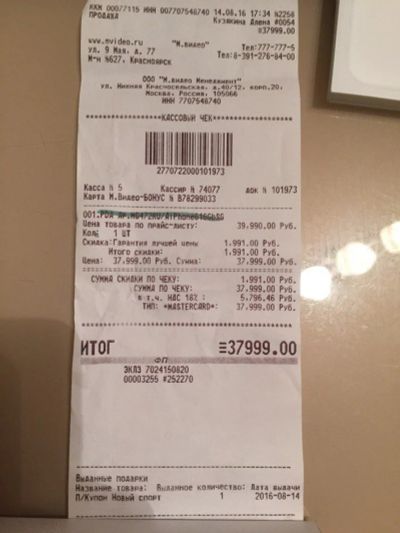 ККМ 00077115 ИНН 007707548740 14.08.16 17:34 №2258
ПРОДАЖА Кузякина Алена #0054
≡37999.00
www.mvideo.ru "М.ВИДЕО" Тел:777-777-5
ул. 9 Мая, д. 77 Тел:8-391-276-84-00
М-н №627, Красноярск
ООО "М.видео Менеджмент"
ул. Нижняя Красносельская, д.40/12, корп.20,
Москва, Россия, 105066
ИНН 7707548740
КАССОВЫЙ ЧЕК
2770722000101973
Касса № 5 Кассир № 74077 док № 101973
Карта М.Видео-БОНУС № В78299033
001.
Цена товара по прайс-листу: 39.990.00 Руб.
Кол: 1 ШТ
Скидка:Гарантия лучшей цены 1.991.00 Руб.
Итого скидки: 1.991.00 Руб.
Цена: 37.999.00 Руб. Сумма: 37.999.00 Руб.
СУММА СКИДКИ ПО ЧЕКУ: 1.991.00 Руб.
СУММА ПО ЧЕКУ: 37.999.00 Руб.
в т.ч. НДС 18%: 5.796.46 Руб.
ТИП: *MASTERCARD*: 37.999.00 Руб.
ИТОГ ≡37999.00
ФП
ЭКЛЗ 7024150820
00003255 #252270
Выданные подарки
Название товара: Выданное количество: Дата выдачи
П/Купон Новый спорт 1 2016-08-14